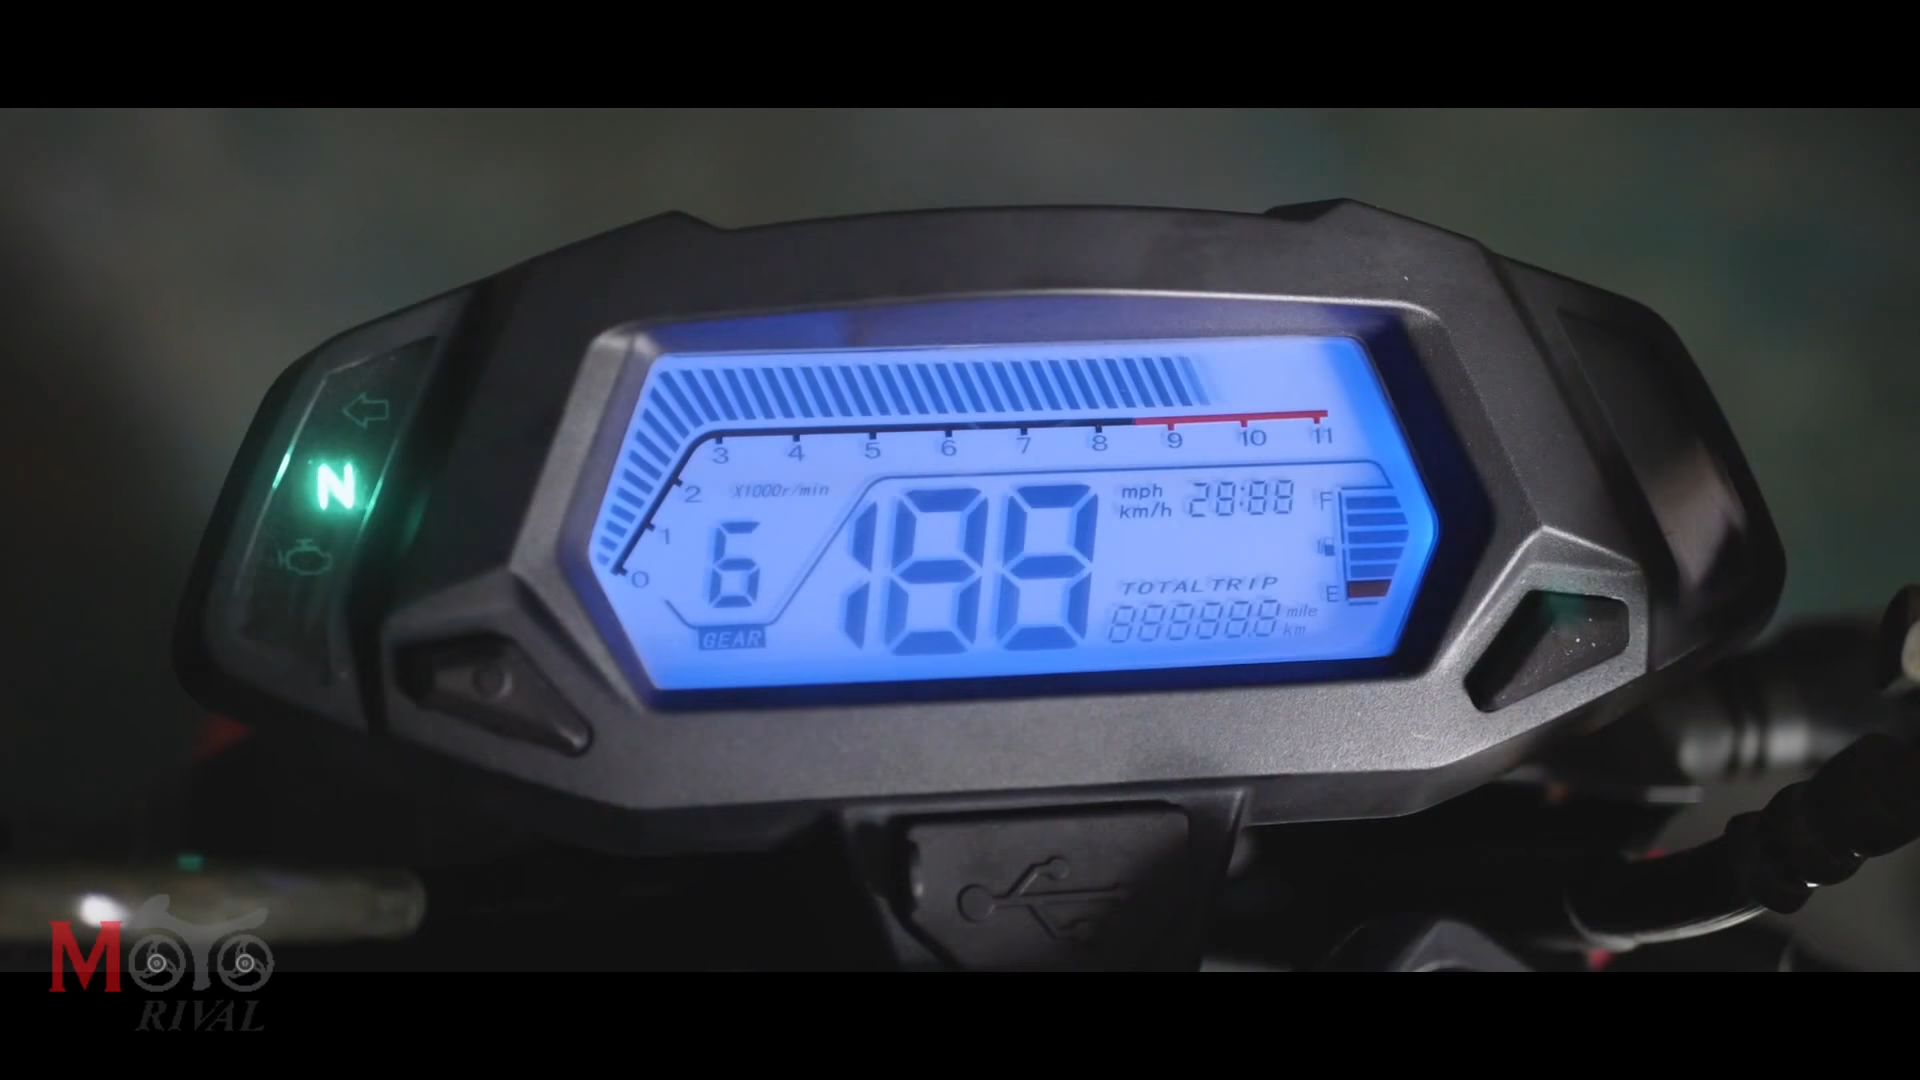 3 4 5 6 7 8 9 10 11
2
X1000r/min
1
0
N
6
GEAR
188
mph
km/h
28:88
F
E
TOTAL TRIP
88888.8
mile
km
MOTO
RIVAL